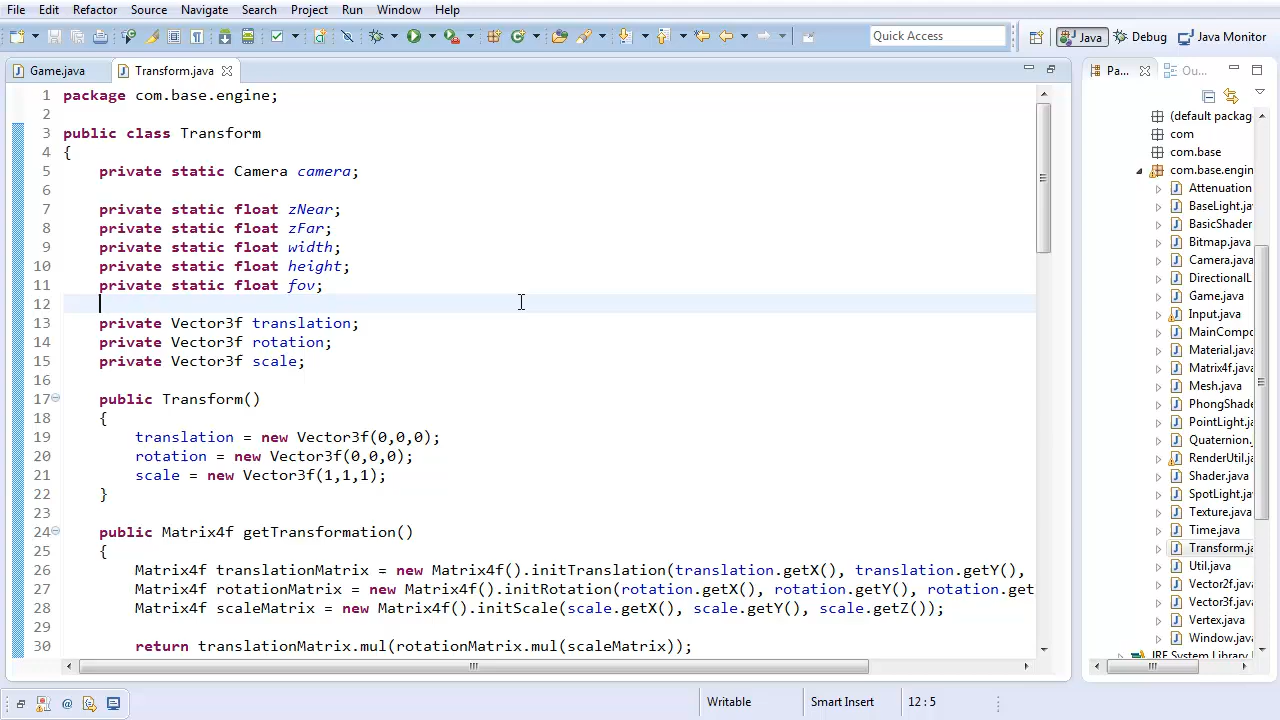 File Edit Refactor Source Navigate Search Project Run Window Help
Quick Access
Java Debug Java Monitor
Game.java Transform.java Pa... Ou...
1 package com.base.engine;
2
3 public class Transform
4 {
5 private static Camera camera;
6
7 private static float zNear;
8 private static float zFar;
9 private static float width;
10 private static float height;
11 private static float fov;
12
13 private Vector3f translation;
14 private Vector3f rotation;
15 private Vector3f scale;
16
17 public Transform()
18 {
19 translation = new Vector3f(0,0,0);
20 rotation = new Vector3f(0,0,0);
21 scale = new Vector3f(1,1,1);
22 }
23
24 public Matrix4f getTransformation()
25 {
26 Matrix4f translationMatrix = new Matrix4f().initTranslation(translation.getX(), translation.getY(),
27 Matrix4f rotationMatrix = new Matrix4f().initRotation(rotation.getX(), rotation.getY(), rotation.get
28 Matrix4f scaleMatrix = new Matrix4f().initScale(scale.getX(), scale.getY(), scale.getZ());
29
30 return translationMatrix.mul(rotationMatrix.mul(scaleMatrix));
(default packag
com
com.base
com.base.engin
Attenuation
BaseLight.jav
BasicShader
Bitmap.java
Camera.java
DirectionalL
Game.java
Input.java
MainCompo
Material.java
Matrix4f.java
Mesh.java
PhongShade
PointLight.ja
Quaternion.
RenderUtil.ja
Shader.java
SpotLight.ja
Texture.java
Time.java
Transform.ja
Util.java
Vector2f.java
Vector3f.java
Vertex.java
Window.java
JRE System Library
Writable Smart Insert 12 : 5